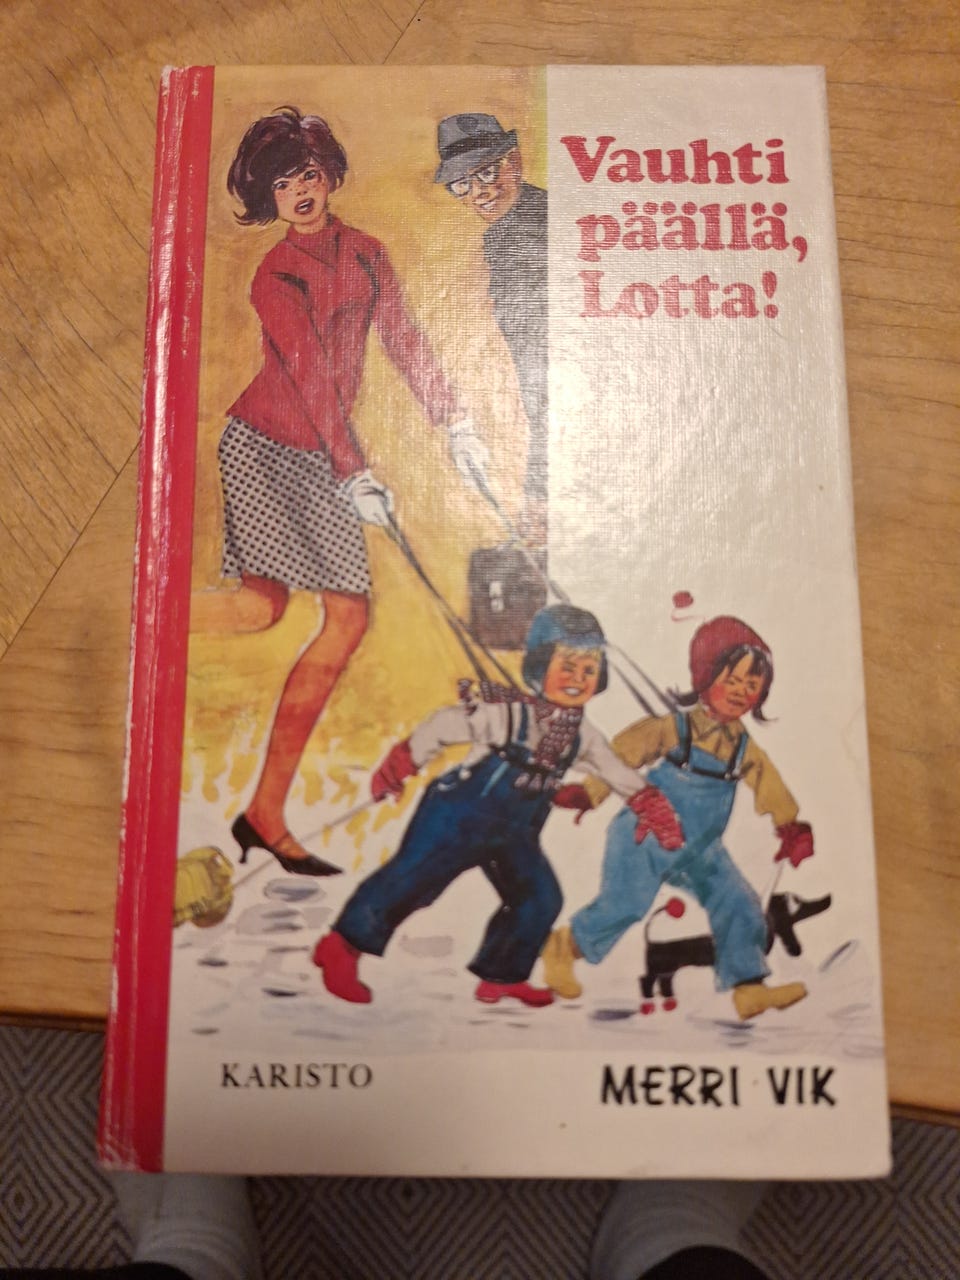 Vauhti
päällä,
Lotta!
KARISTO
MERRI VIK